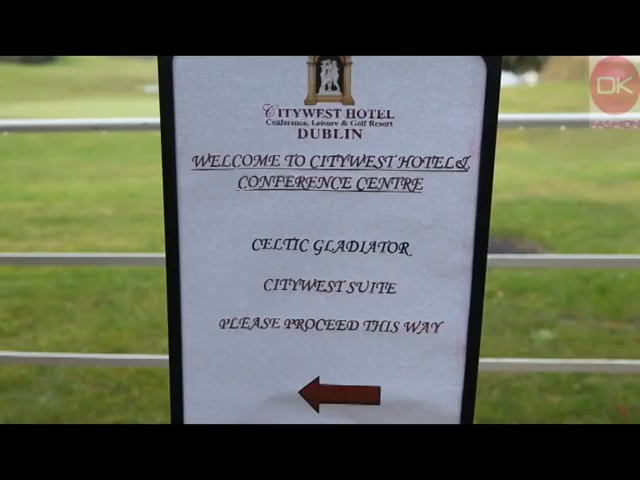 DK
FASHION
CITYWEST HOTEL
Conference, Leisure & Golf Resort
DUBLIN
WELCOME TO CITYWEST HOTEL &
CONFERENCE CENTRE
CELTIC GLADIATOR
CITYWEST SUITE
PLEASE PROCEED THIS WAY